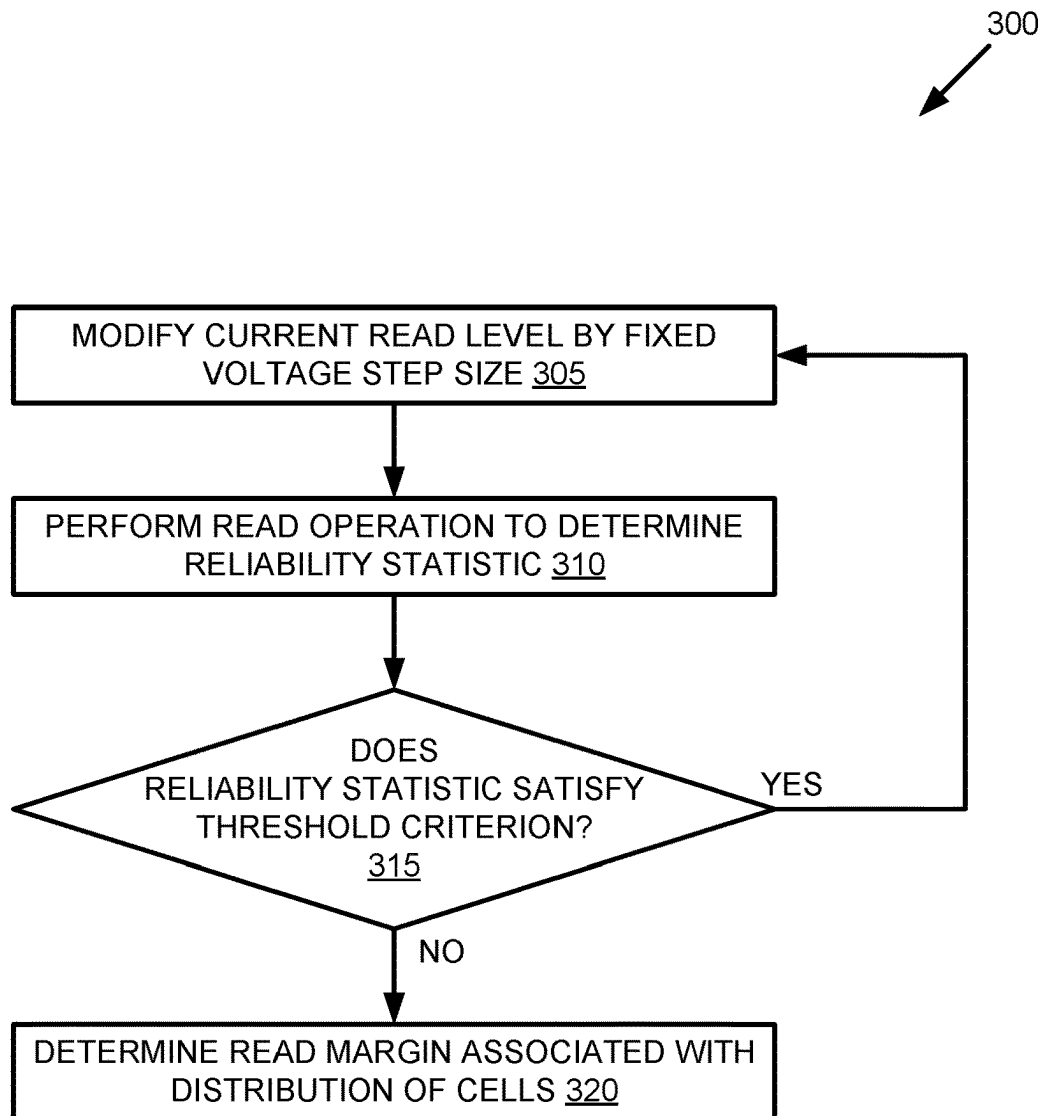 300
MODIFY CURRENT READ LEVEL BY FIXED
VOLTAGE STEP SIZE 305
PERFORM READ OPERATION TO DETERMINE
RELIABILITY STATISTIC 310
DOES
RELIABILITY STATISTIC SATISFY
THRESHOLD CRITERION?
315
YES
NO
DETERMINE READ MARGIN ASSOCIATED WITH
DISTRIBUTION OF CELLS 320